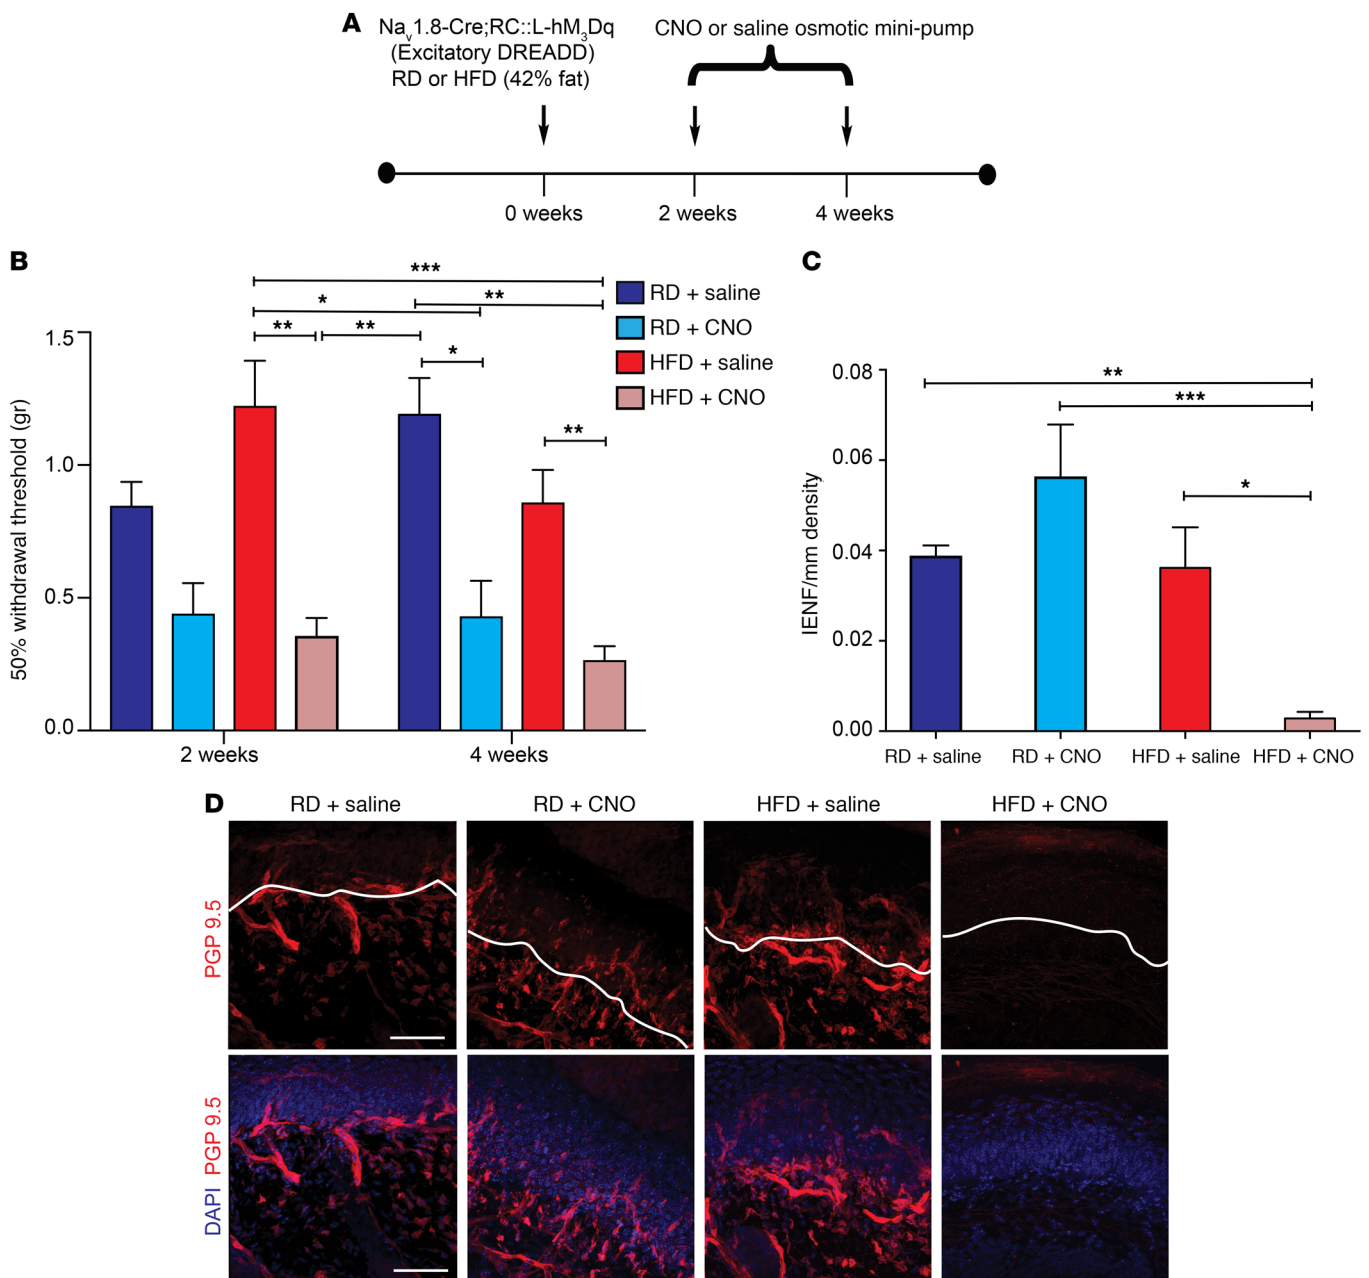 A
Naᵥ1.8-Cre;RC::L-hM₃Dq
(Excitatory DREADD)
RD or HFD (42% fat)
CNO or saline osmotic mini-pump
0 weeks
2 weeks
4 weeks
B
***
*
**
**
**
*
**
RD + saline
RD + CNO
HFD + saline
HFD + CNO
50% withdrawal threshold (gr)
1.5
1.0
0.5
0.0
2 weeks
4 weeks
C
**
***
*
IENF/mm density
0.08
0.06
0.04
0.02
0.00
RD + saline
RD + CNO
HFD + saline
HFD + CNO
D
RD + saline
RD + CNO
HFD + saline
HFD + CNO
PGP 9.5
DAPI PGP 9.5